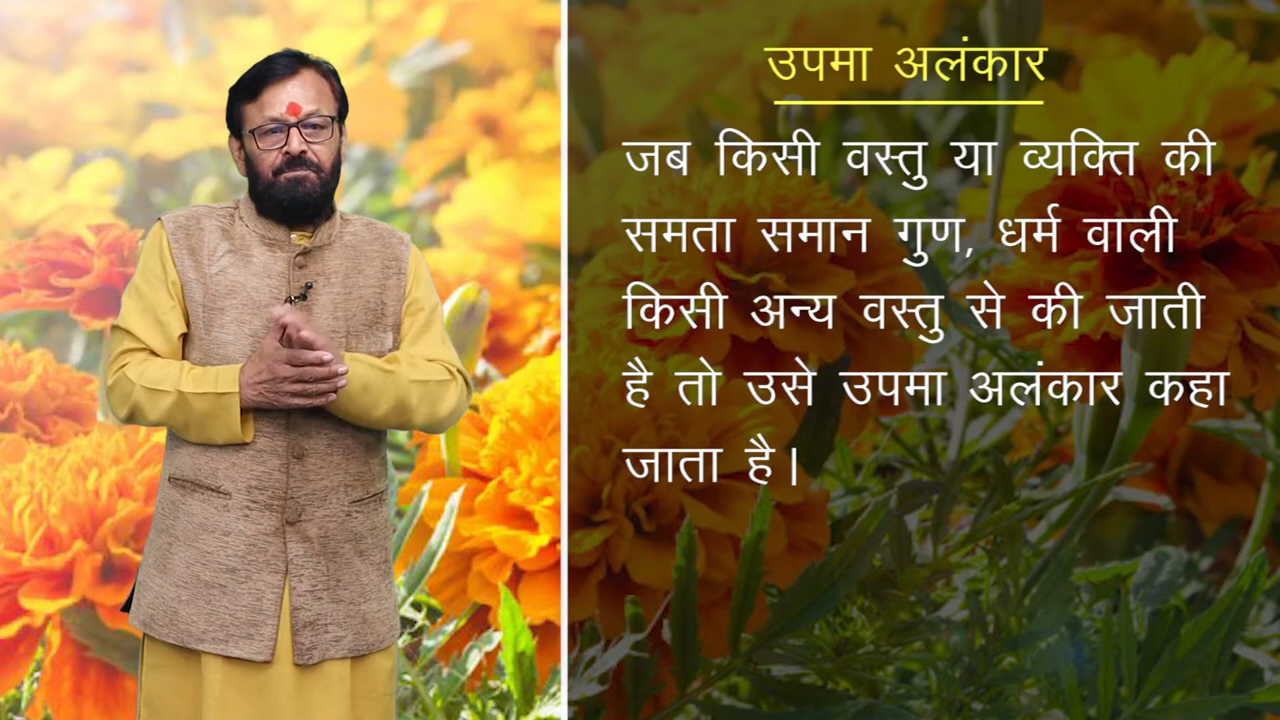 उपमा अलंकार
जब किसी वस्तु या व्यक्ति की
समता समान गुण, धर्म वाली
किसी अन्य वस्तु से की जाती
है तो उसे उपमा अलंकार कहा
जाता है।